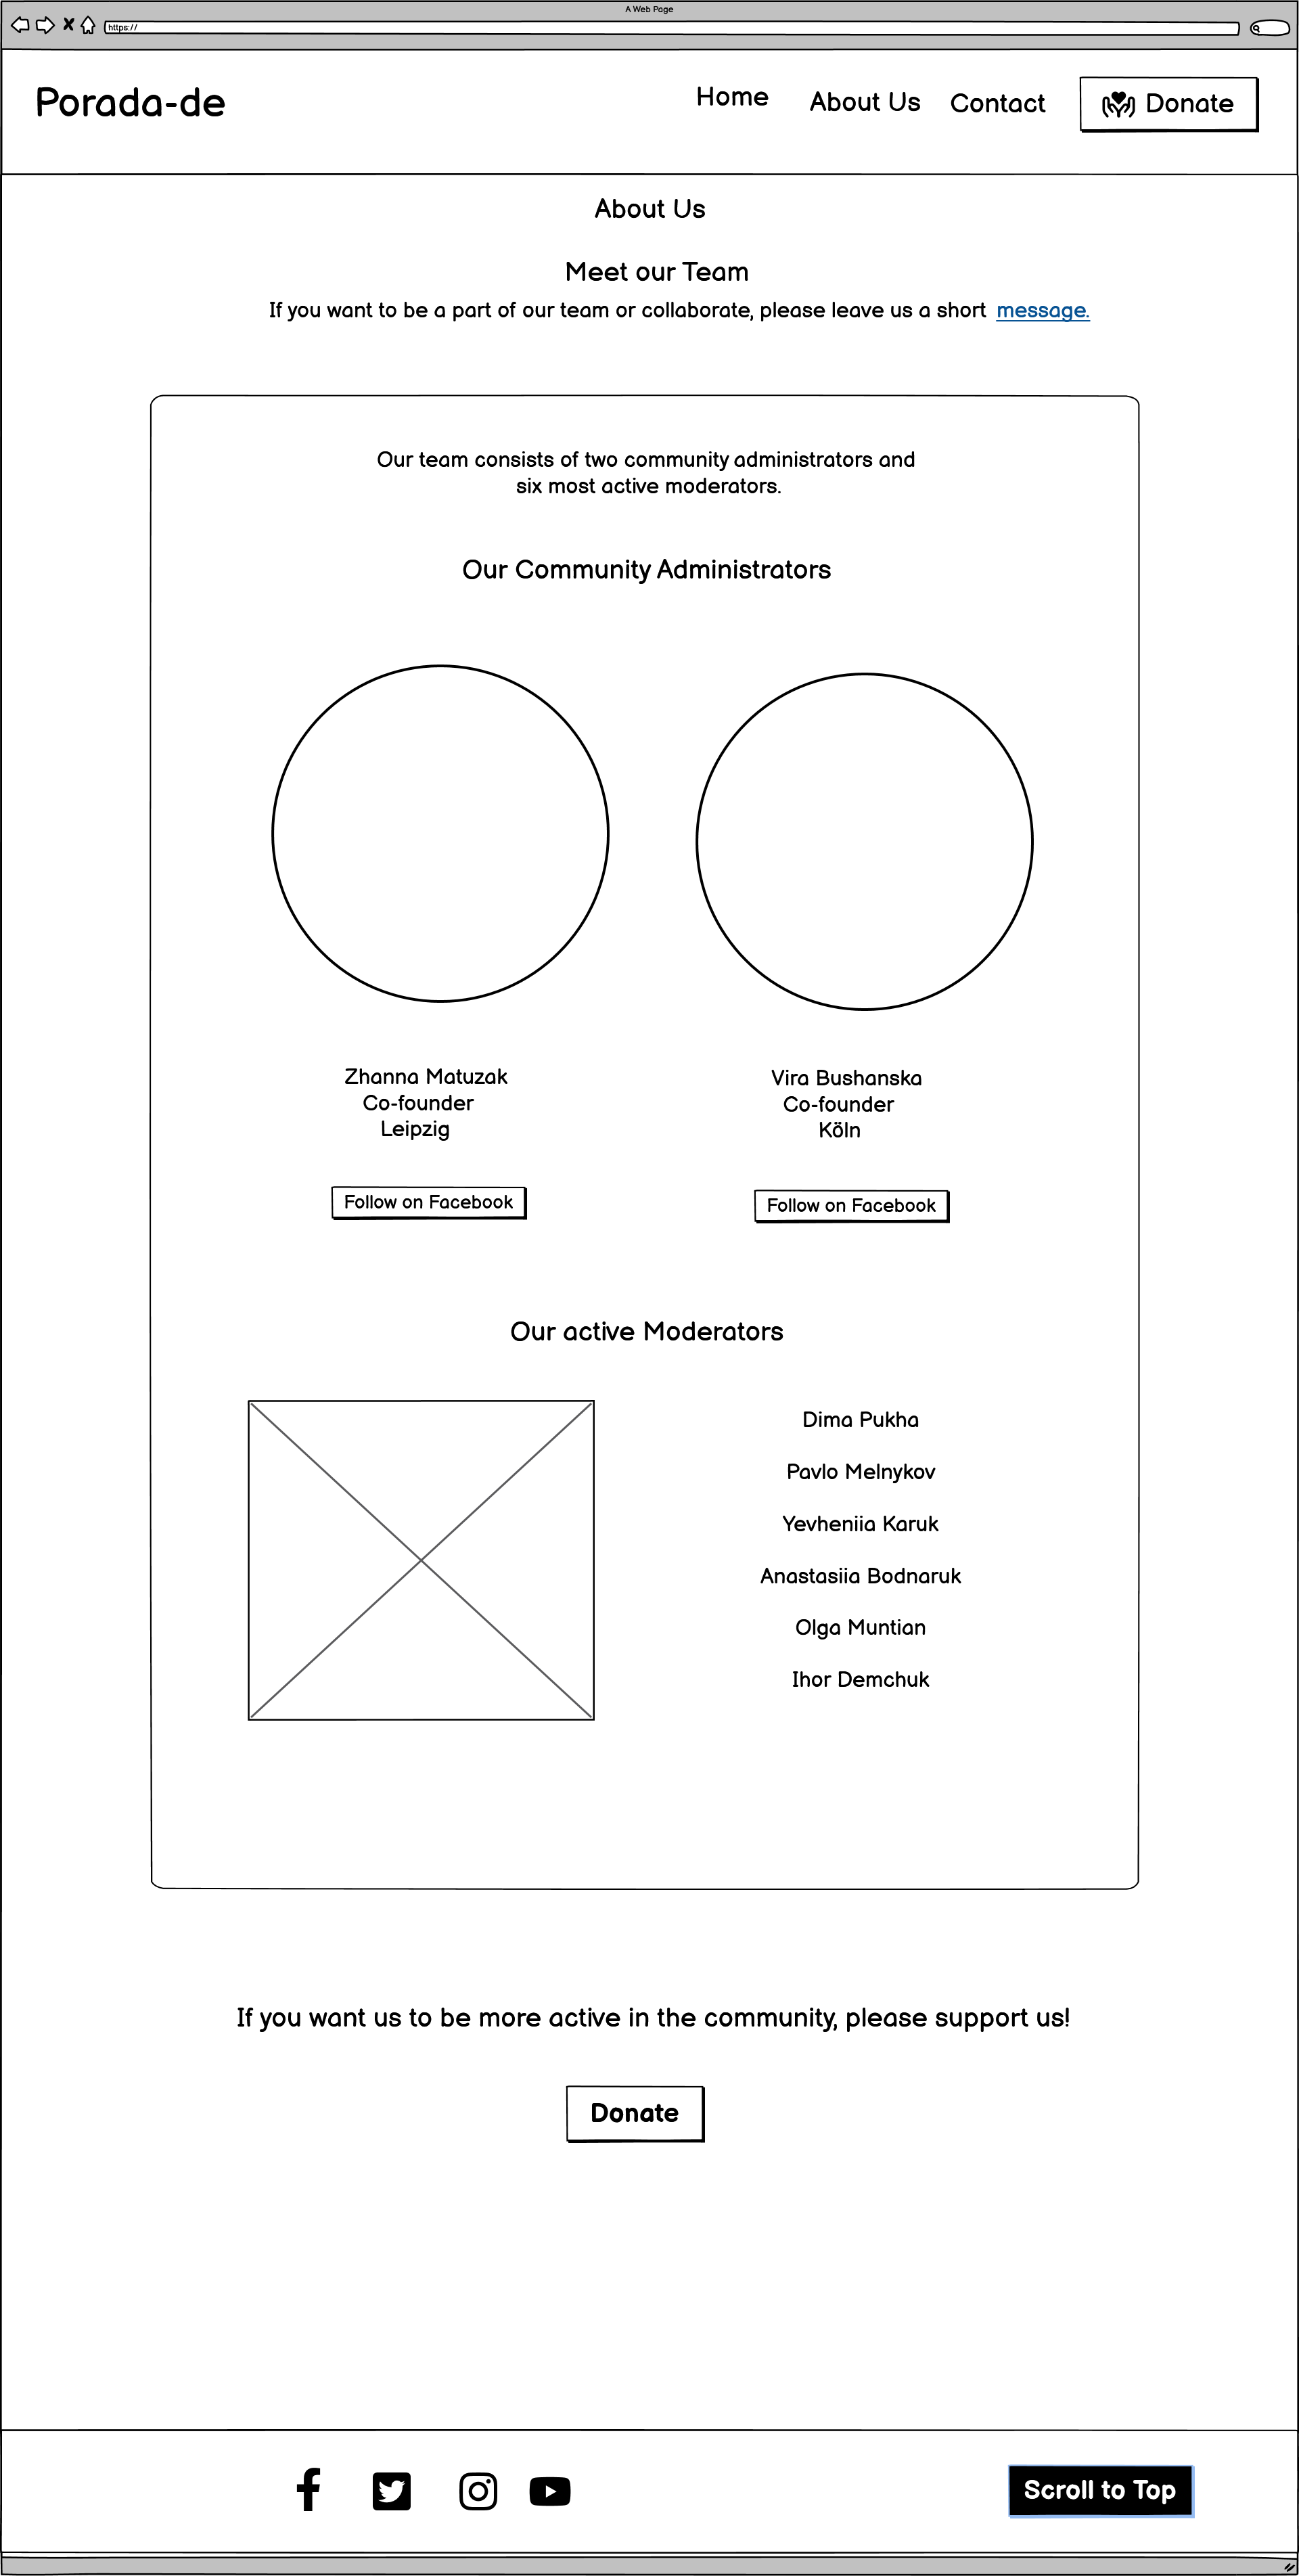 A Web Page
https://
Porada-de
Home
About Us
Contact
Donate
About Us
Meet our Team
If you want to be a part of our team or collaborate, please leave us a short message.
Our team consists of two community administrators and
six most active moderators.
Our Community Administrators
Zhanna Matuzak
Co-founder
Leipzig
Follow on Facebook
Vira Bushanska
Co-founder
Köln
Follow on Facebook
Our active Moderators
Dima Pukha
Pavlo Melnykov
Yevheniia Karuk
Anastasiia Bodnaruk
Olga Muntian
Ihor Demchuk
If you want us to be more active in the community, please support us!
Donate
Scroll to Top